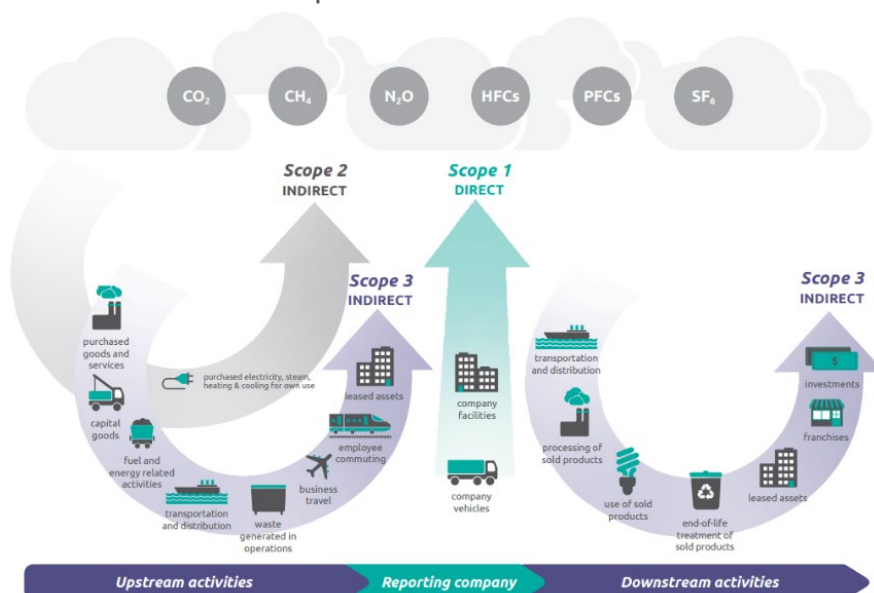 CO₂
CH₄
N₂O
HFCs
PFCs
SF₆
Scope 2
INDIRECT
Scope 1
DIRECT
Scope 3
INDIRECT
Scope 3
INDIRECT
purchased
goods and
services
capital
goods
fuel and
energy related
activities
transportation
and distribution
waste
generated in
operations
business
travel
employee
commuting
leased assets
purchased electricity, steam,
heating & cooling for own use
company
facilities
company
vehicles
transportation
and distribution
processing of
sold products
use of sold
products
end-of-life
treatment of
sold products
leased assets
franchises
investments
$
Upstream activities
Reporting company
Downstream activities